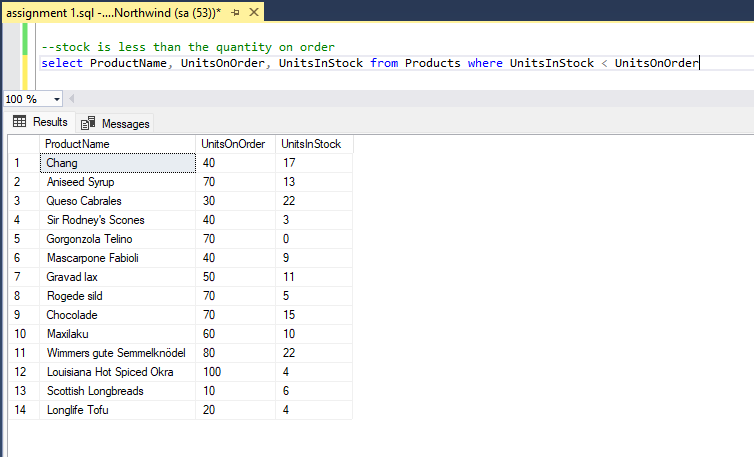 assignment 1.sql -....Northwind (sa (53))*
--stock is less than the quantity on order
select ProductName, UnitsOnOrder, UnitsInStock from Products where UnitsInStock < UnitsOnOrder
100 %
Results Messages
ProductName UnitsOnOrder UnitsInStock
1 Chang 40 17
2 Aniseed Syrup 70 13
3 Queso Cabrales 30 22
4 Sir Rodney's Scones 40 3
5 Gorgonzola Telino 70 0
6 Mascarpone Fabioli 40 9
7 Gravad lax 50 11
8 Rogede sild 70 5
9 Chocolade 70 15
10 Maxilaku 60 10
11 Wimmers gute Semmelknödel 80 22
12 Louisiana Hot Spiced Okra 100 4
13 Scottish Longbreads 10 6
14 Longlife Tofu 20 4